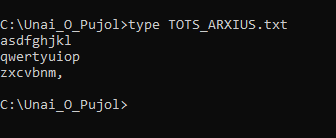 C:\Unai_O_Pujol>type TOTS_ARXIUS.txt
asdfghjkl
qwertyuiop
zxcvbnm,
C:\Unai_O_Pujol>